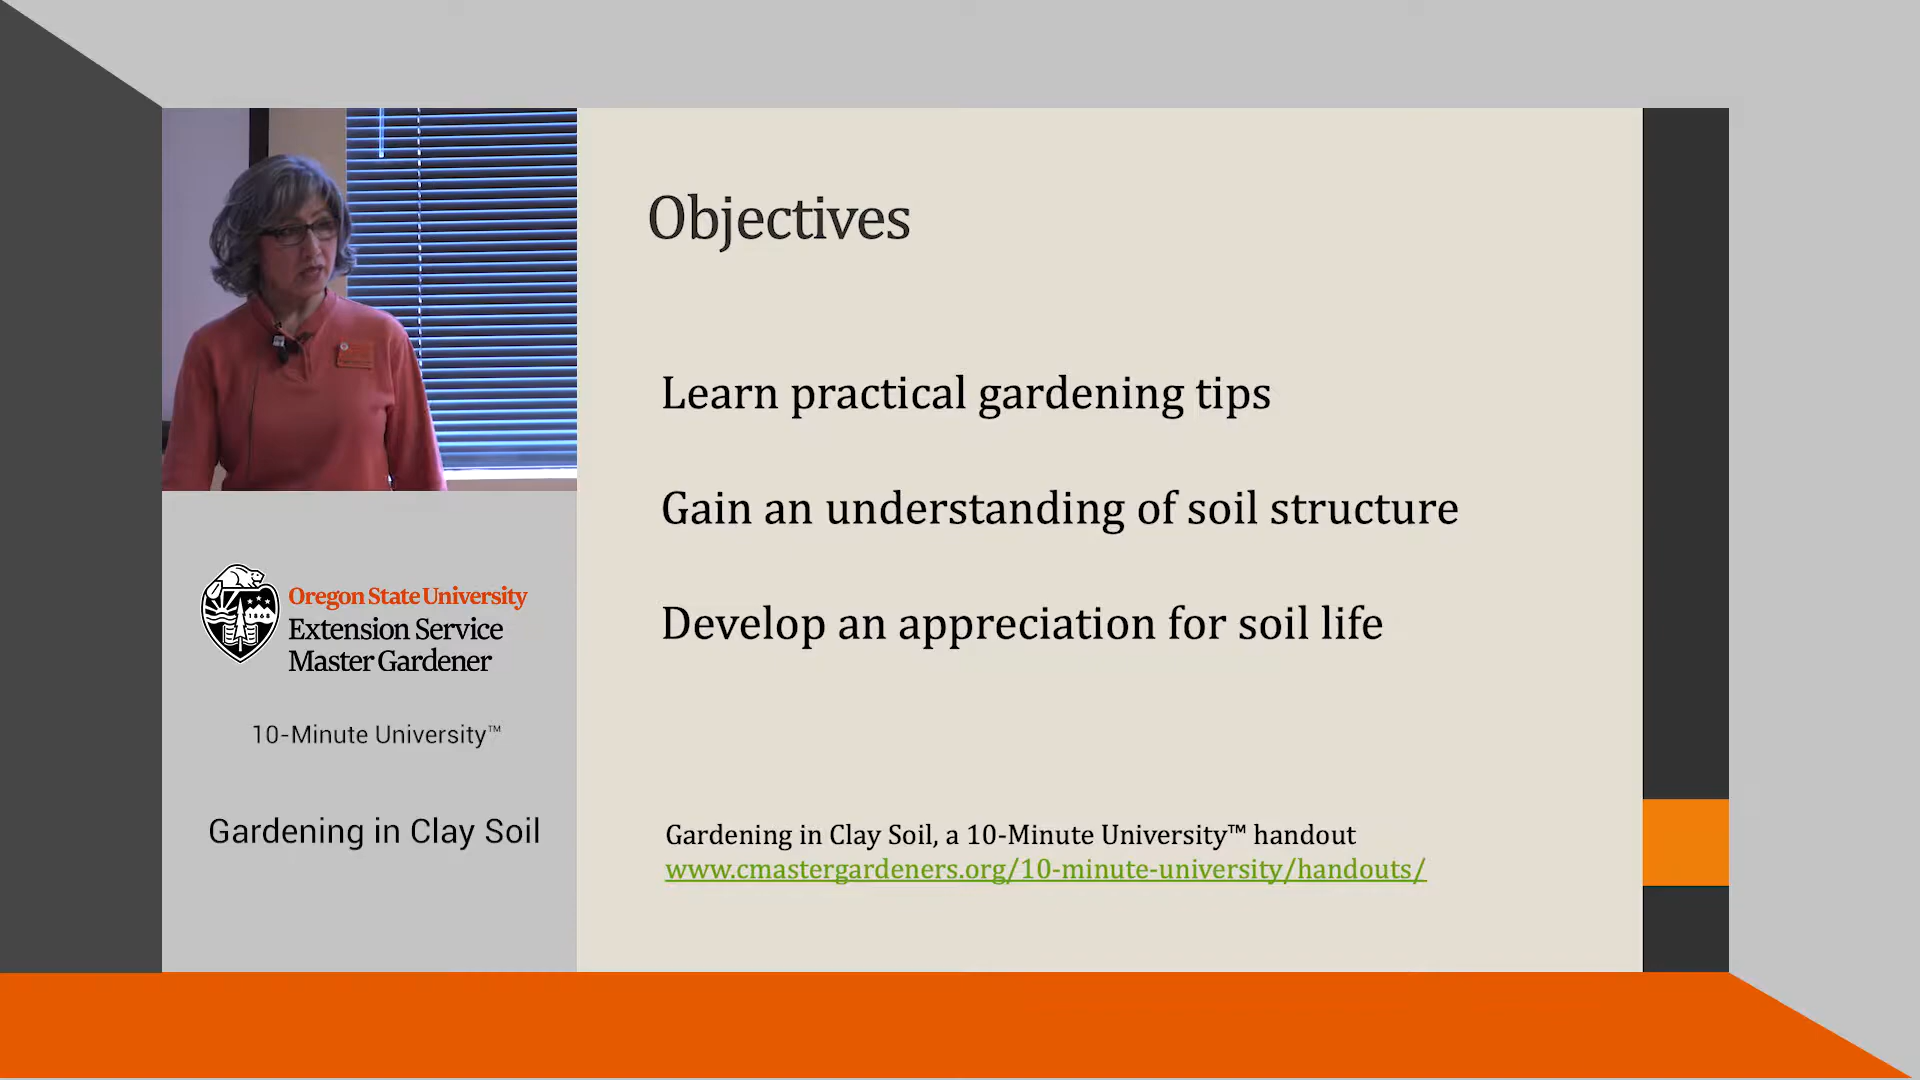 Objectives
Learn practical gardening tips
Gain an understanding of soil structure
Develop an appreciation for soil life
Gardening in Clay Soil, a 10-Minute University™ handout
www.cmastergardeners.org/10-minute-university/handouts/
Oregon State University
Extension Service
Master Gardener
10-Minute University™
Gardening in Clay Soil